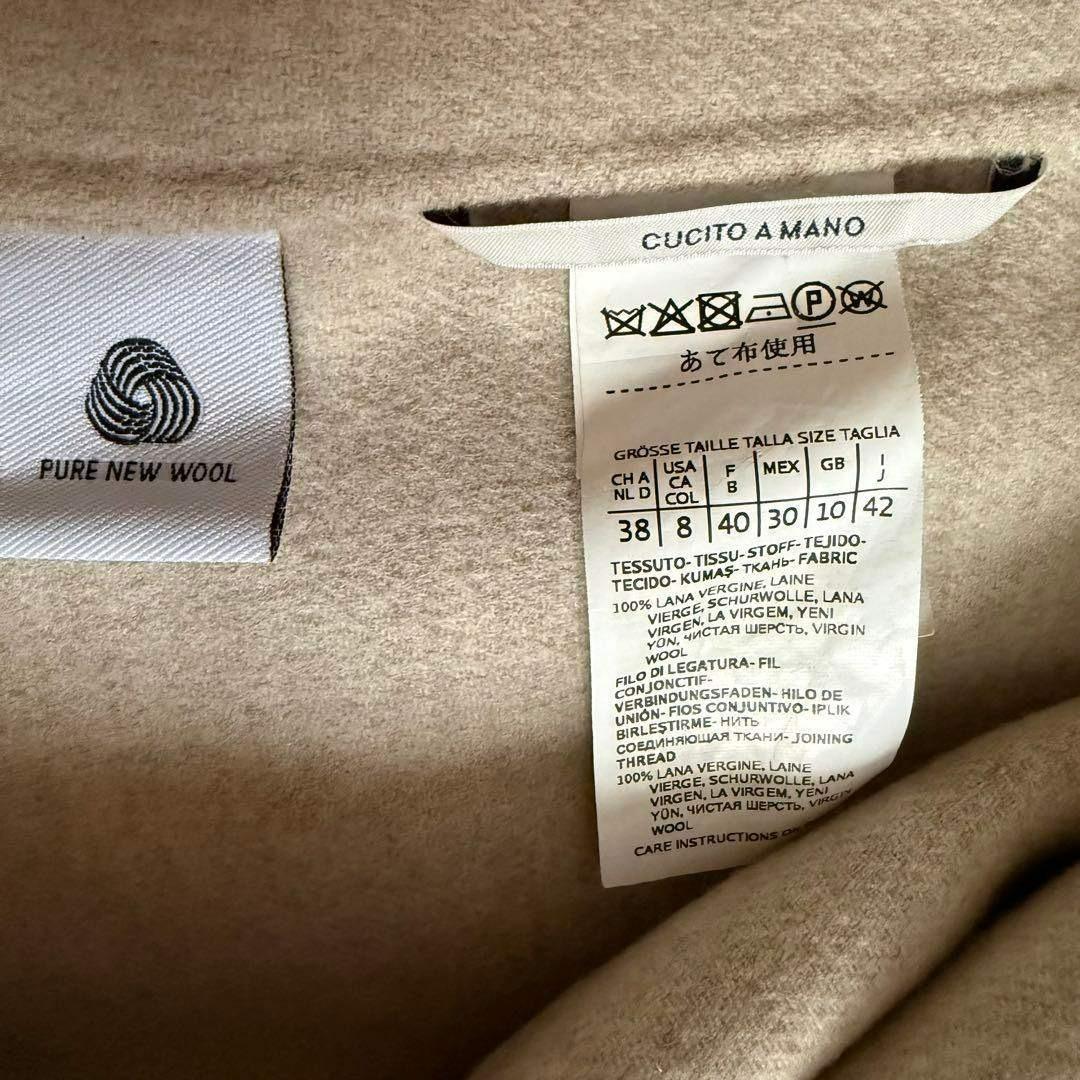 PURE NEW WOOL
CUCITO A MANO
P W
あて布使用
GRÖSSE TAILLE TALLA SIZE TAGLIA
CH A NL D USA CA COL F B MEX GB I J
38 8 40 30 10 42
TESSUTO-TISSU-STOFF-TEJIDO-
TECIDO-KUMAŞ-ТКАНЬ-FABRIC
100% LANA VERGINE, LAINE
VIERGE, SCHURWOLLE, LANA
VIRGEN, LA VIRGEM, YENI
YÜN, ЧИСТАЯ ШЕРСТЬ, VIRGIN
WOOL
FILO DI LEGATURA-FIL
CONJONCTIF-
VERBINDUNGSFADEN-HILO DE
UNIÓN-FIOS CONJUNTIVO-IPLIK
BIRLEŞTIRME-НИТЬ
СОЕДИНЯЮЩАЯ ТКАНИ-JOINING
THREAD
100% LANA VERGINE, LAINE
VIERGE, SCHURWOLLE, LANA
VIRGEN, LA VIRGEM, YENI
YÜN, ЧИСТАЯ ШЕРСТЬ, VIRGIN
WOOL
CARE INSTRUCTIONS